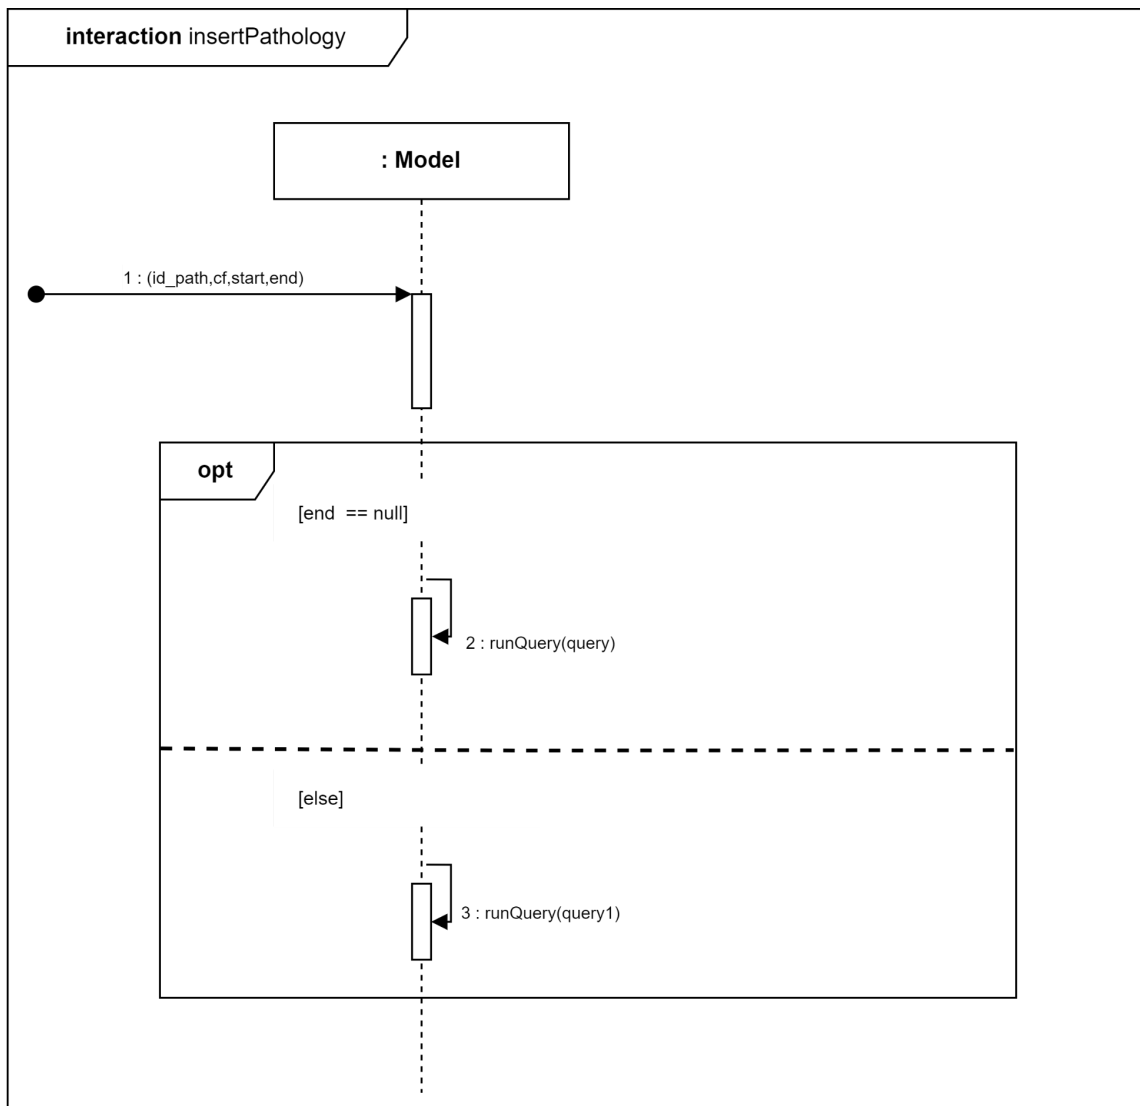 interaction insertPathology
: Model
1 : (id_path,cf,start,end)
opt
[end  == null]
2 : runQuery(query)
[else]
3 : runQuery(query1)